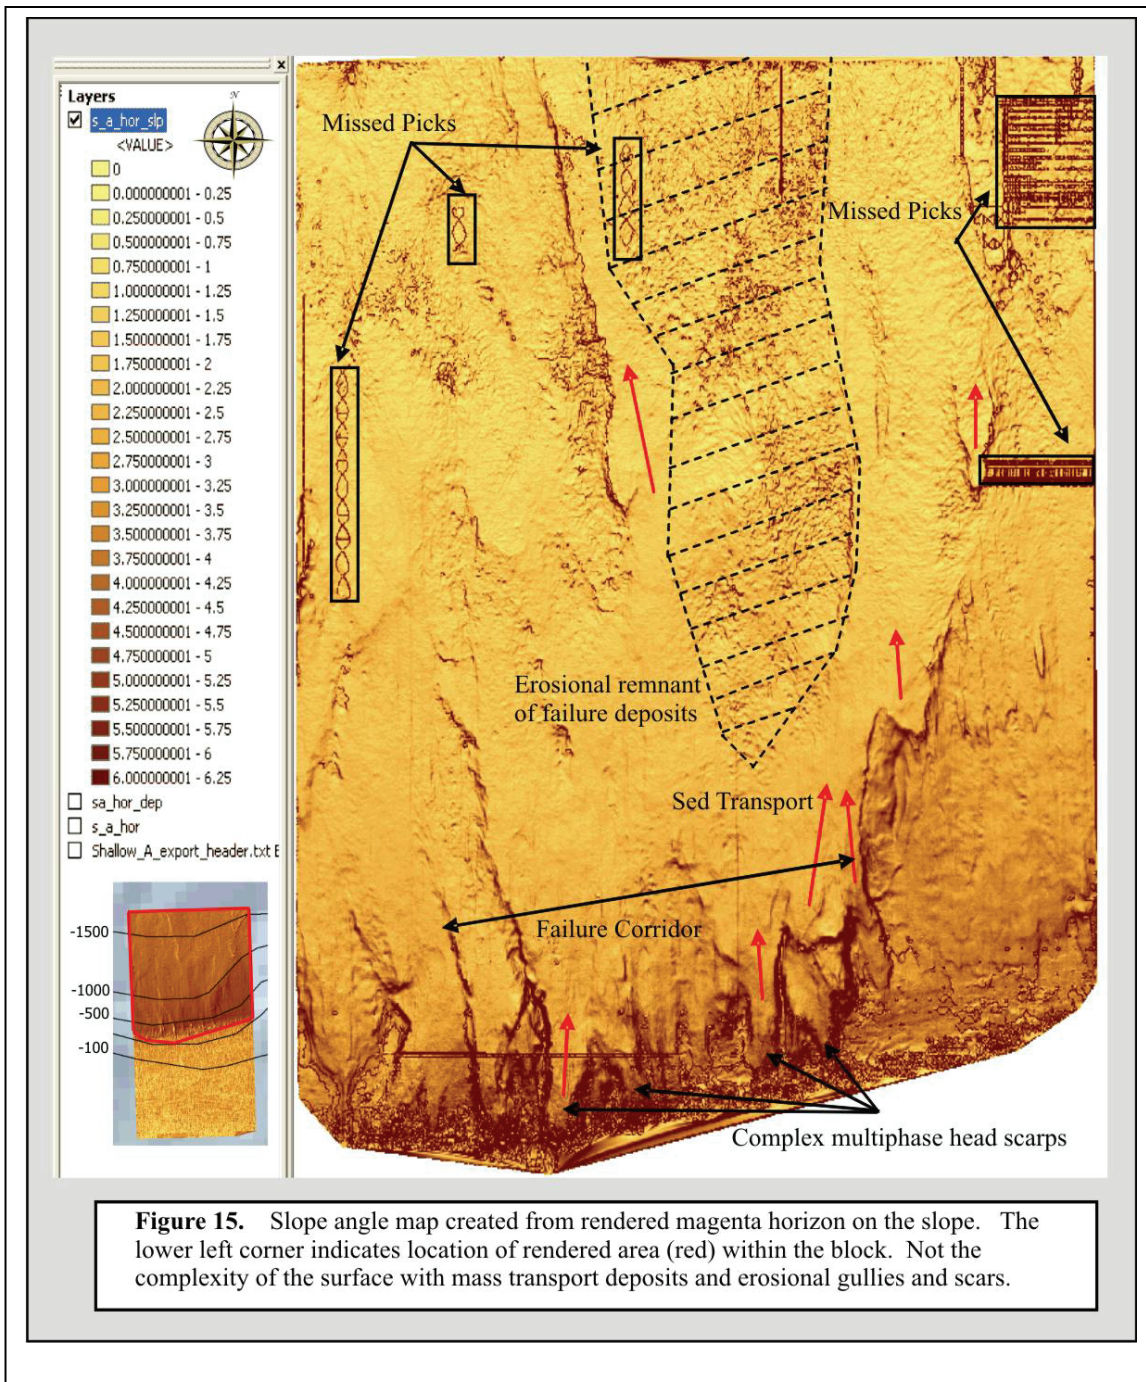 Layers
N
s_a_hor_slp
<VALUE>
0
0.000000001 - 0.25
0.250000001 - 0.5
0.500000001 - 0.75
0.750000001 - 1
1.000000001 - 1.25
1.250000001 - 1.5
1.500000001 - 1.75
1.750000001 - 2
2.000000001 - 2.25
2.250000001 - 2.5
2.500000001 - 2.75
2.750000001 - 3
3.000000001 - 3.25
3.250000001 - 3.5
3.500000001 - 3.75
3.750000001 - 4
4.000000001 - 4.25
4.250000001 - 4.5
4.500000001 - 4.75
4.750000001 - 5
5.000000001 - 5.25
5.250000001 - 5.5
5.500000001 - 5.75
5.750000001 - 6
6.000000001 - 6.25
sa_hor_dep
s_a_hor
Shallow_A_export_header.txt E
-1500
-1000
-500
-100
Missed Picks
Missed Picks
Erosional remnant
of failure deposits
Sed Transport
Failure Corridor
Complex multiphase head scarps
Figure 15. Slope angle map created from rendered magenta horizon on the slope. The
lower left corner indicates location of rendered area (red) within the block. Not the
complexity of the surface with mass transport deposits and erosional gullies and scars.